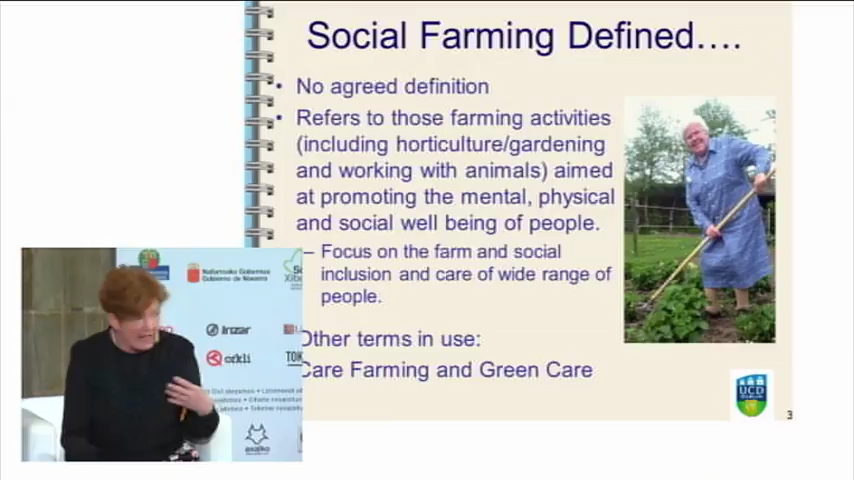 Social Farming Defined….
• No agreed definition
• Refers to those farming activities
(including horticulture/gardening
and working with animals) aimed
at promoting the mental, physical
and social well being of people.
– Focus on the farm and social
inclusion and care of wide range of
people.
Other terms in use:
Care Farming and Green Care
UCD
3
Nafarroako Gobernua
Gobierno de Navarra
irizar
orkli
TOK